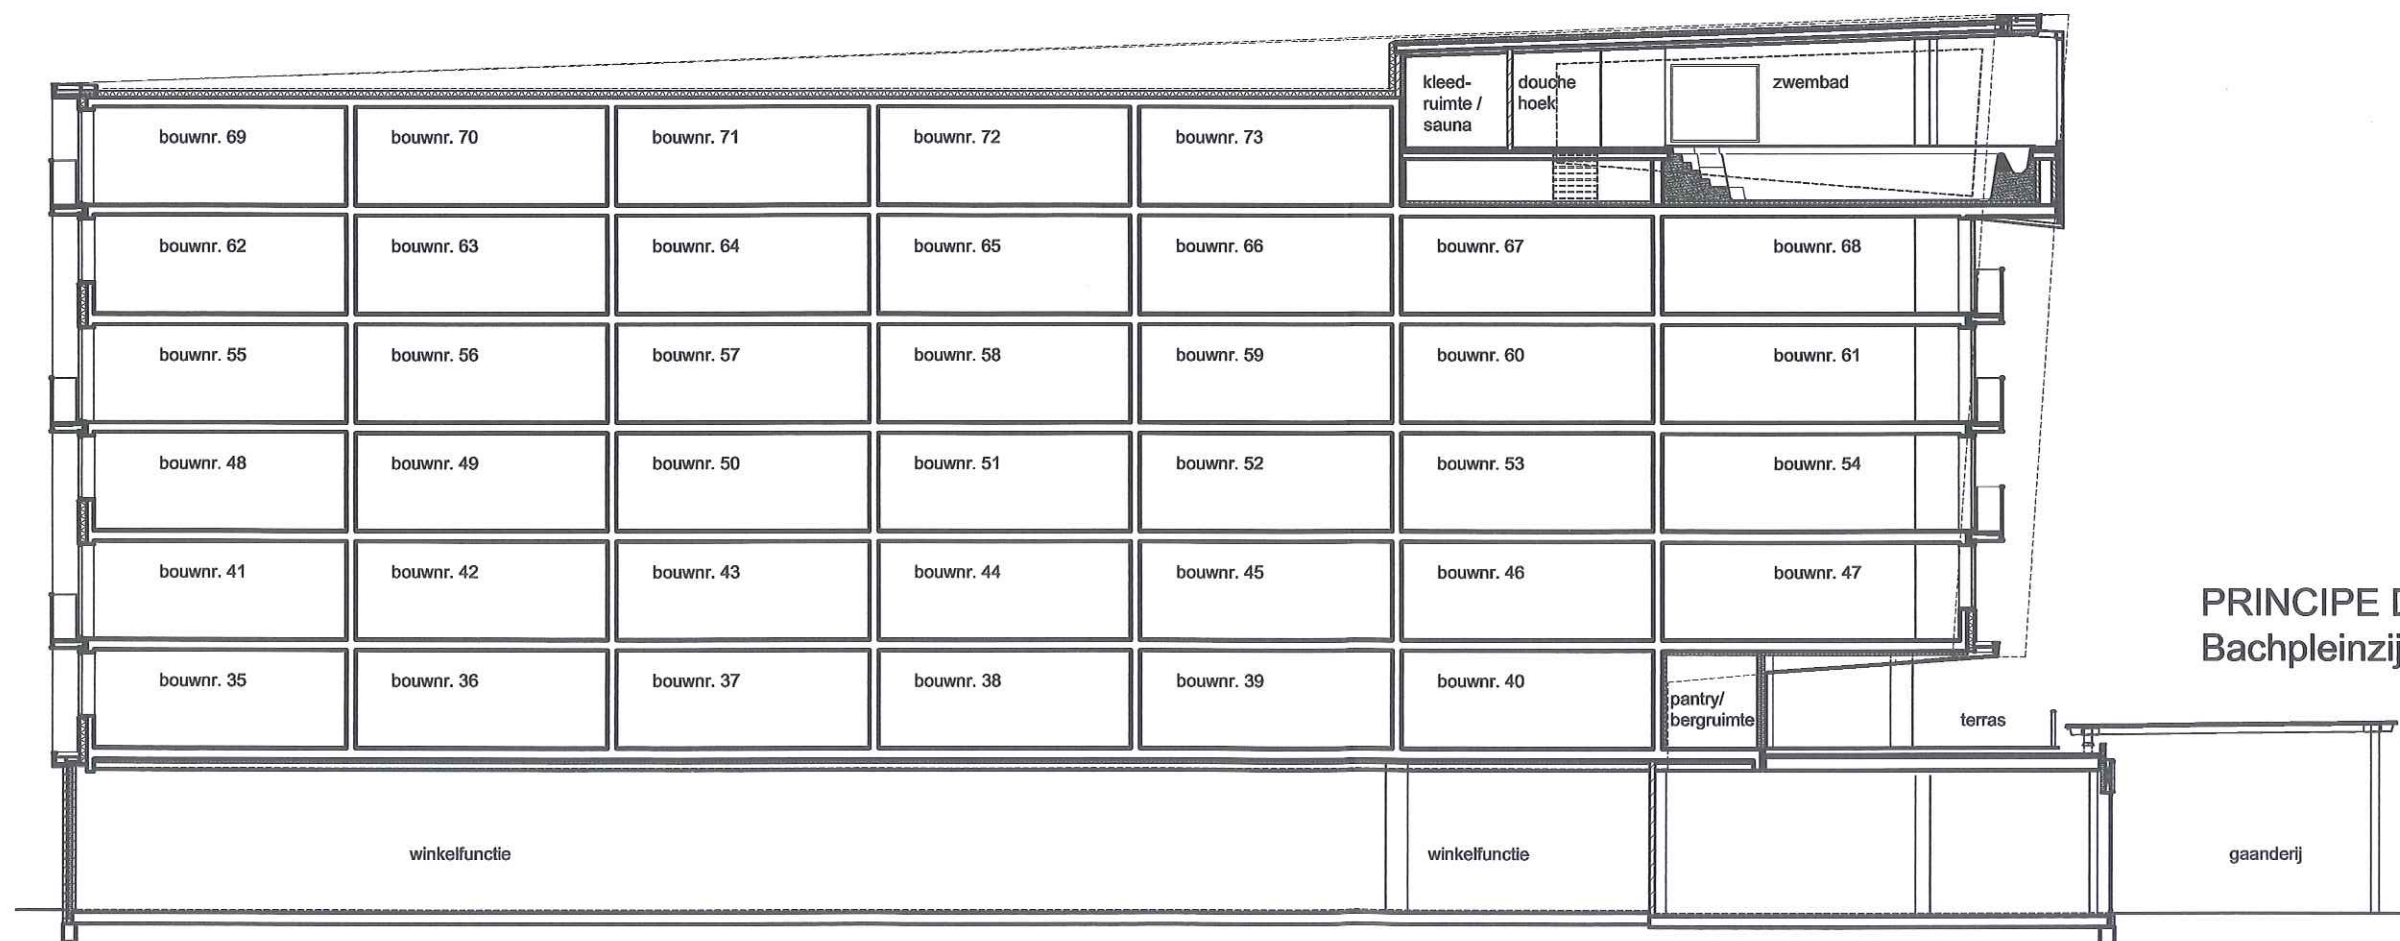 kleed-
ruimte /
sauna
douche
hoek
zwembad
bouwnr. 69 bouwnr. 70 bouwnr. 71 bouwnr. 72 bouwnr. 73
bouwnr. 62 bouwnr. 63 bouwnr. 64 bouwnr. 65 bouwnr. 66 bouwnr. 67 bouwnr. 68
bouwnr. 55 bouwnr. 56 bouwnr. 57 bouwnr. 58 bouwnr. 59 bouwnr. 60 bouwnr. 61
bouwnr. 48 bouwnr. 49 bouwnr. 50 bouwnr. 51 bouwnr. 52 bouwnr. 53 bouwnr. 54
bouwnr. 41 bouwnr. 42 bouwnr. 43 bouwnr. 44 bouwnr. 45 bouwnr. 46 bouwnr. 47
PRINCIPE
Bachpleinzij
bouwnr. 35 bouwnr. 36 bouwnr. 37 bouwnr. 38 bouwnr. 39 bouwnr. 40
pantry/
bergruimte
terras
winkelfunctie winkelfunctie gaanderij